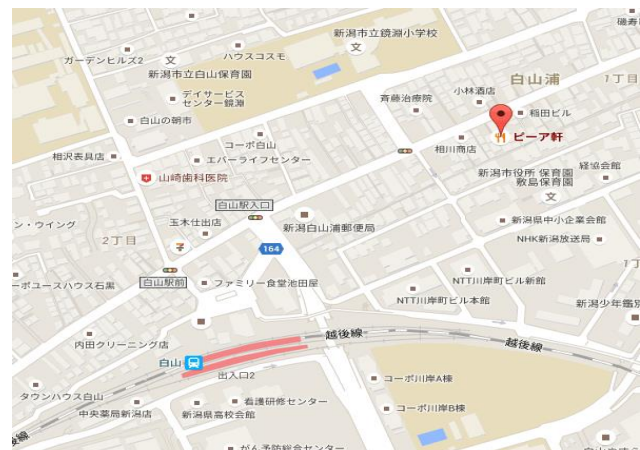 磯寿
新潟市立鏡淵小学校
ハウスコスモ
ガーデンヒルズ2
新潟市立白山保育園
白山浦
1丁目
デイサービス
センター鏡淵
小林酒店
斉藤治療院
稲田ビル
白山の朝市
ピーア軒
コーポ白山
相川商店
相沢表具店
エバーライフセンター
経協会館
新潟市役所 保育園
敷島保育園
山崎歯科医院
白山駅入口
玉木仕出店
新潟白山浦郵便局
新潟県中小企業会館
ン・ウイング
2丁目
NHK新潟放送局
164
1丁
白山駅前
ファミリー食堂池田屋
NTT川岸町ビル新館
ーポユースハウス石黒
NTT川岸町ビル本館
新潟少年鑑別
越後線
越後線
内田クリーニング店
白山
出入口2
コーポ川岸A棟
タウンハウス白山
看護研修センター
中央薬局新潟店
新潟県高校会館
コーポ川岸B棟
後線
がん予防総合センター